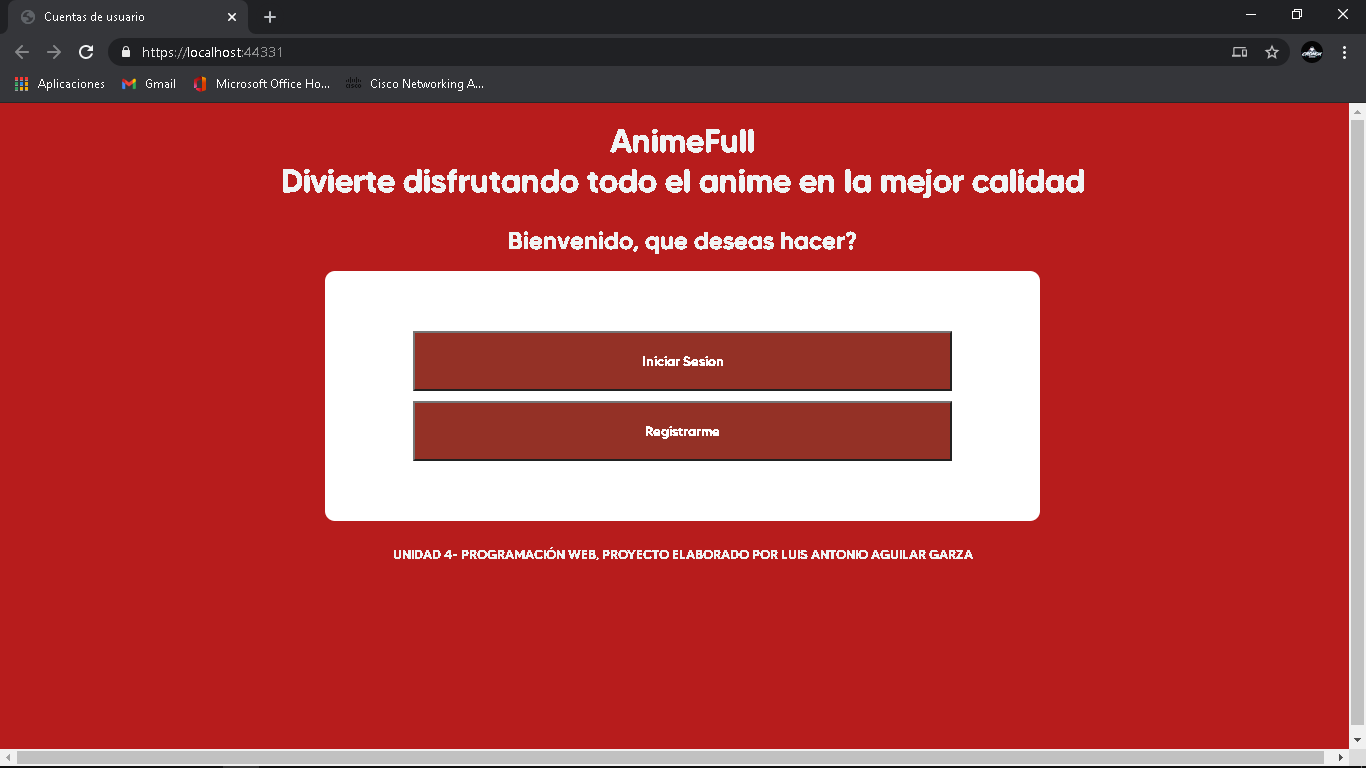 Cuentas de usuario
https://localhost:44331
Aplicaciones
Gmail
Microsoft Office Ho...
cisco
Cisco Networking A...
AnimeFull
Divierte disfrutando todo el anime en la mejor calidad
Bienvenido, que deseas hacer?
Iniciar Sesion
Registrarme
UNIDAD 4- PROGRAMACIÓN WEB, PROYECTO ELABORADO POR LUIS ANTONIO AGUILAR GARZA